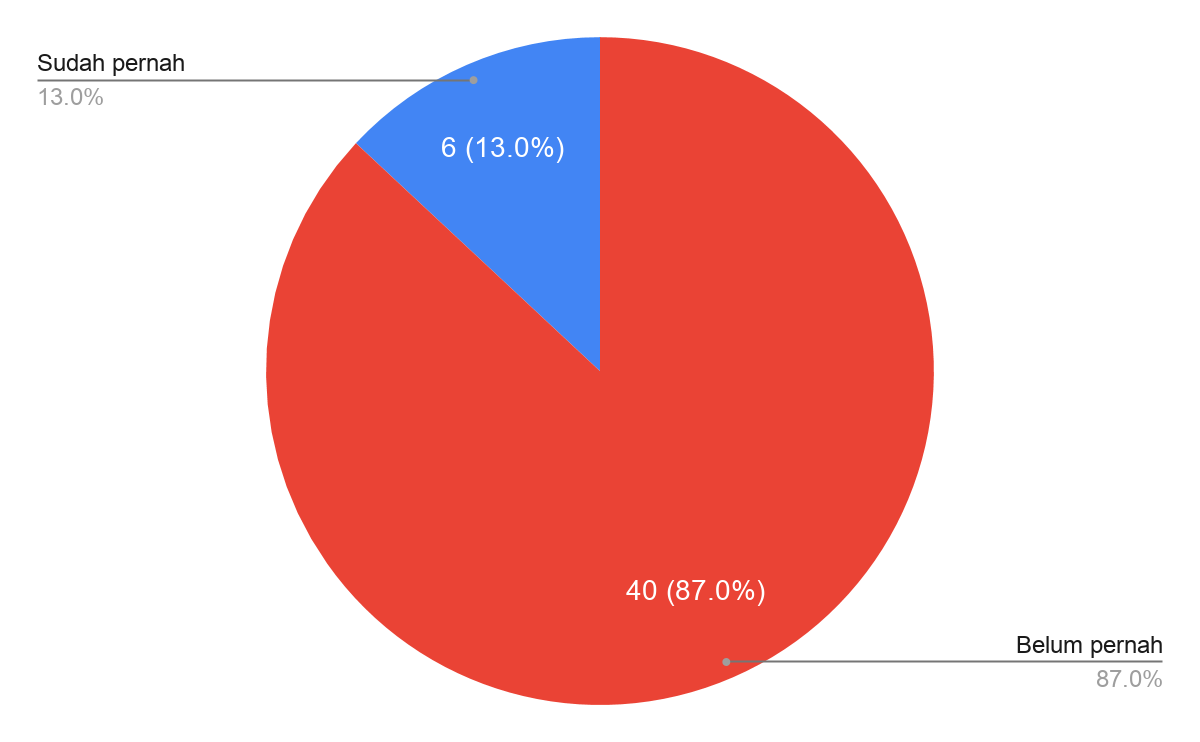 Sudah pernah
13.0%
6 (13.0%)
40 (87.0%)
Belum pernah
87.0%